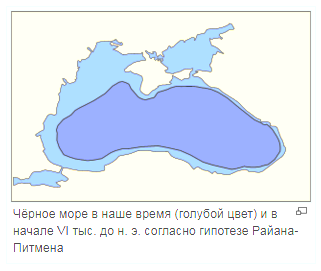 Чёрное море в наше время (голубой цвет) и в
начале VI тыс. до н. э. согласно гипотезе Райана-
Питмена